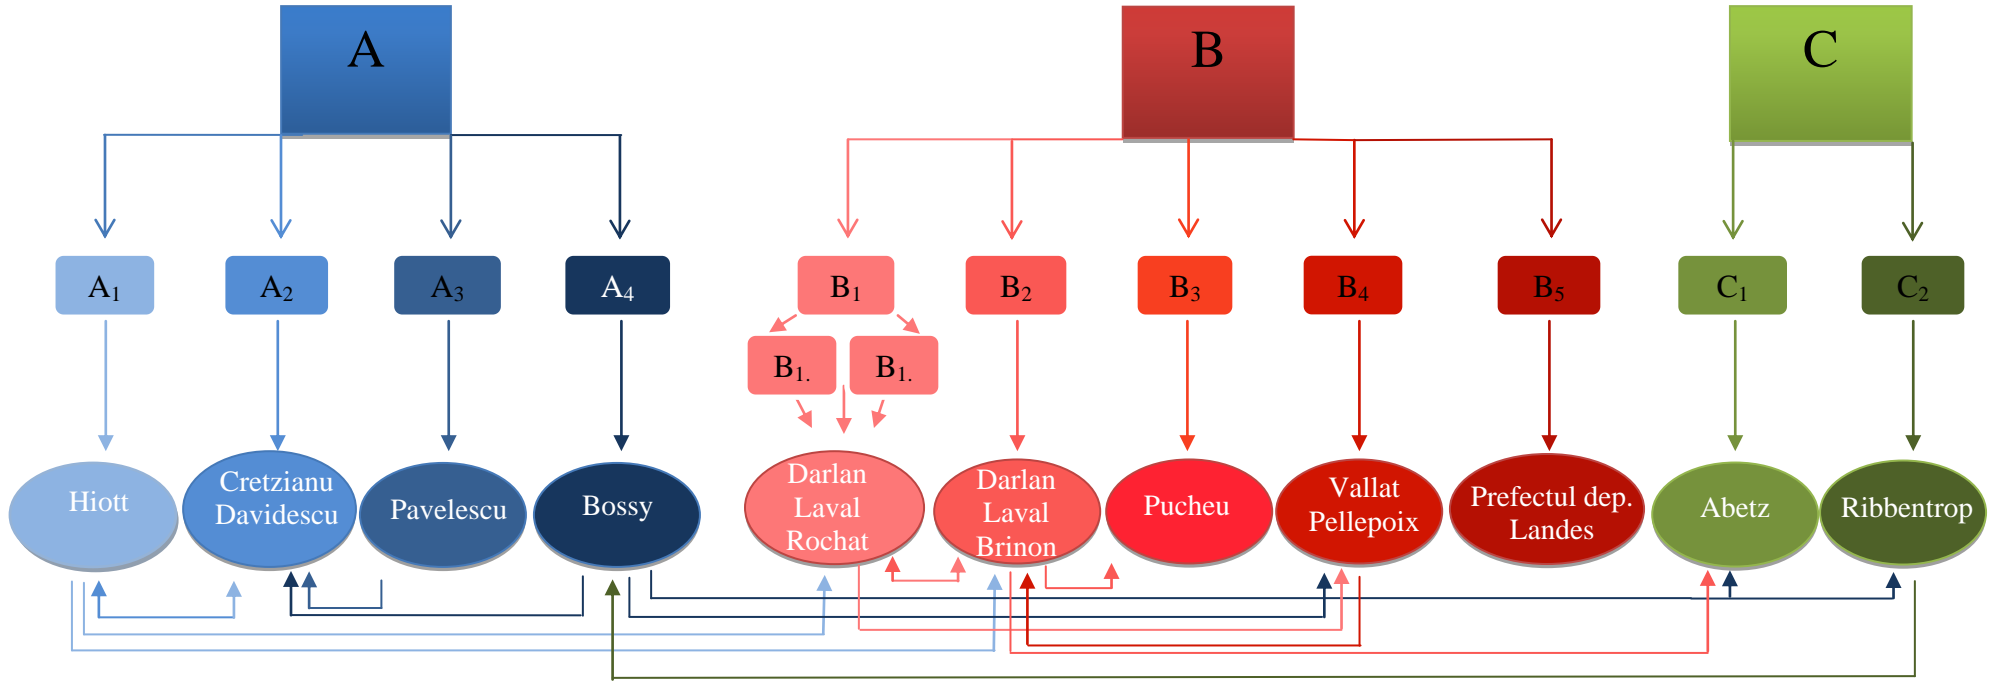 A
B
C
A1
A2
A3
A4
B1
B2
B3
B4
B5
C1
C2
B1.
B1.
Hiott
Cretzianu
Davidescu
Pavelescu
Bossy
Darlan
Laval
Rochat
Darlan
Laval
Brinon
Pucheu
Vallat
Pellepoix
Prefectul dep.
Landes
Abetz
Ribbentrop